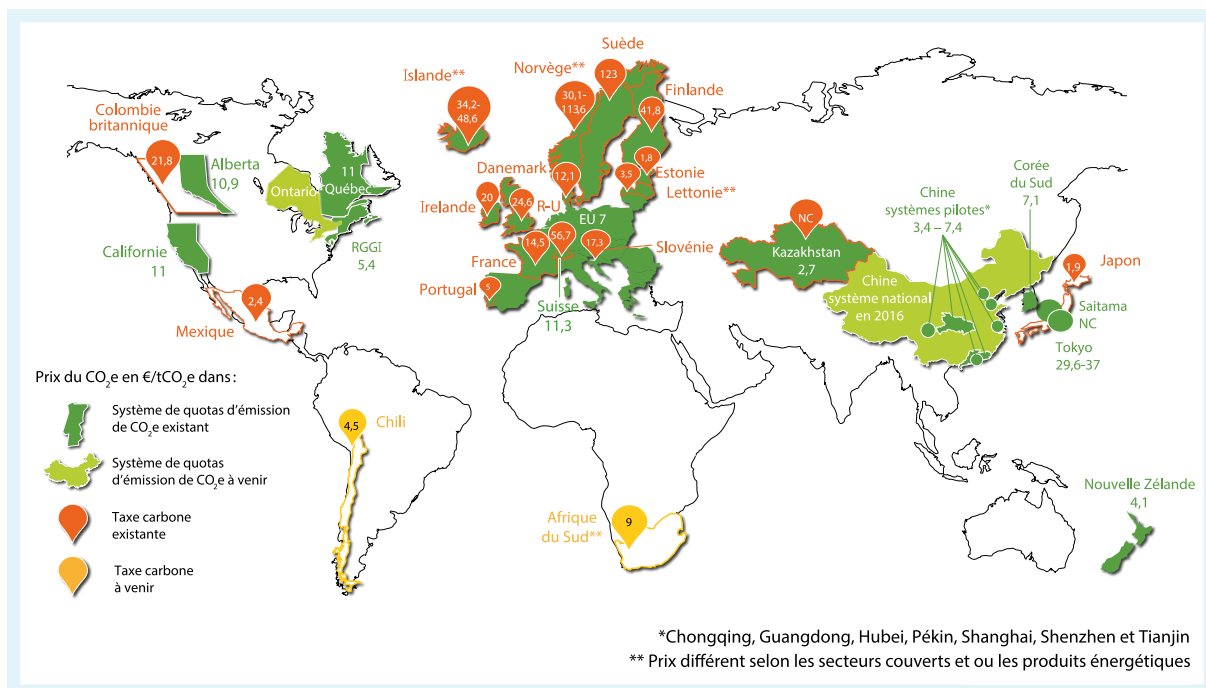 Suède
123
Islande**
34,2-
48,6
Norvège**
30,1-
113,6
Finlande
41,8
Colombie
britannique
21,8
Alberta
10,9
Ontario
11
Québec
Californie
11
RGGI
5,4
Mexique
2,4
Danemark
12,1
1,8
Estonie
3,5
Lettonie**
Irelande
20
24,6
R-U
EU 7
France
14,5
56,7
17,3
Slovénie
Portugal
5
Suisse
11,3
NC
Kazakhstan
2,7
Chine
systèmes pilotes*
3,4 – 7,4
Corée
du Sud
7,1
Chine
système national
en 2016
1,9
Japon
Saitama
NC
Tokyo
29,6-37
Prix du CO₂e en €/tCO₂e dans :
Système de quotas d'émission
de CO₂e existant
Système de quotas
d'émission de CO₂e à venir
Taxe carbone
existante
Taxe carbone
à venir
4,5
Chili
Afrique
du Sud**
9
Nouvelle Zélande
4,1
*Chongqing, Guangdong, Hubei, Pékin, Shanghai, Shenzhen et Tianjin
** Prix différent selon les secteurs couverts et ou les produits énergétiques